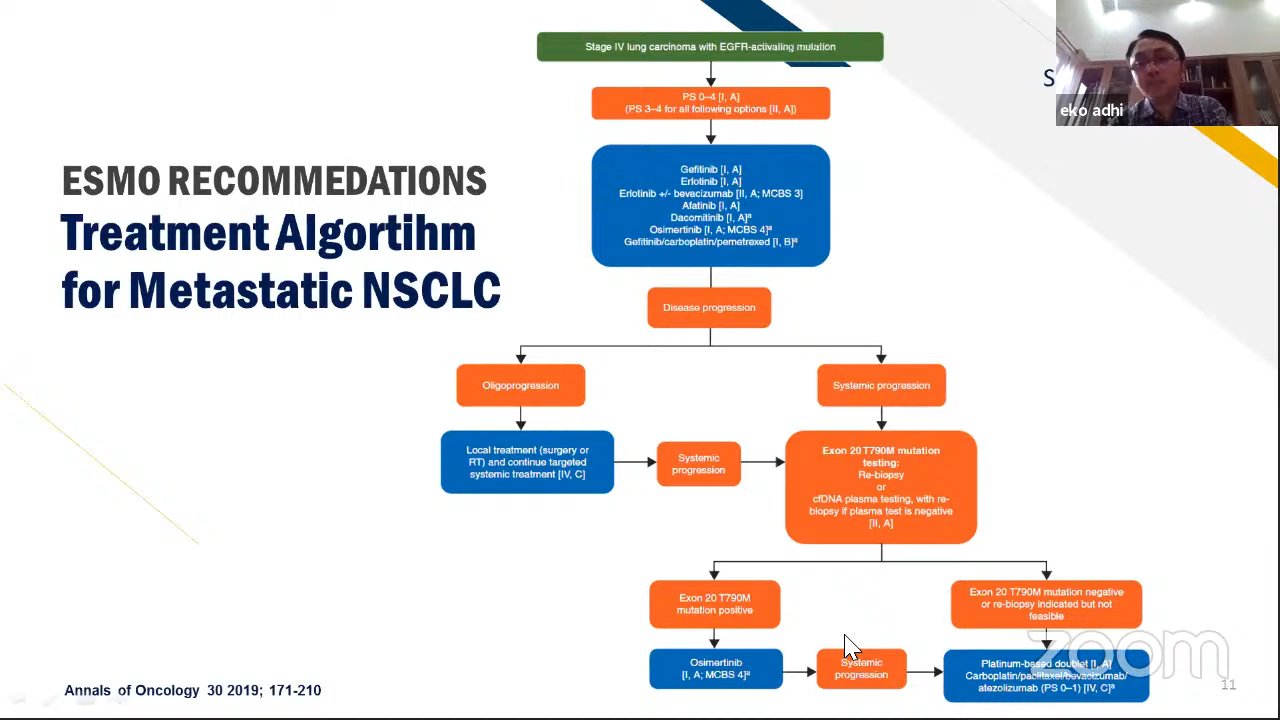 Stage IV lung carcinoma with EGFR-activating mutation
S
eko adhi
PS 0–4 [I, A]
(PS 3–4 for all following options [II, A])
ESMO RECOMMEDATIONS
Treatment Algortihm
for Metastatic NSCLC
Gefitinib [I, A]
Erlotinib [I, A]
Erlotinib +/- bevacizumab [II, A; MCBS 3]
Afatinib [I, A]
Dacomitinib [I, A]ª
Osimertinib [I, A; MCBS 4]ª
Gefitinib/carboplatin/pemetrexed [I, B]ª
Disease progression
Oligoprogression
Systemic progression
Local treatment (surgery or
RT) and continue targeted
systemic treatment [IV, C]
Systemic
progression
Exon 20 T790M mutation
testing:
Re-biopsy
or
cfDNA plasma testing, with re-
biopsy if plasma test is negative
[II, A]
Exon 20 T790M
mutation positive
Exon 20 T790M mutation negative
or re-biopsy indicated but not
feasible
Osimertinib
[I, A; MCBS 4]ª
Systemic
progression
Platinum-based doublet [I, A]
Carboplatin/paclitaxel/bevacizumab/
atezolizumab (PS 0–1) [IV, C]ª
zoom
Annals of Oncology 30 2019; 171-210
11